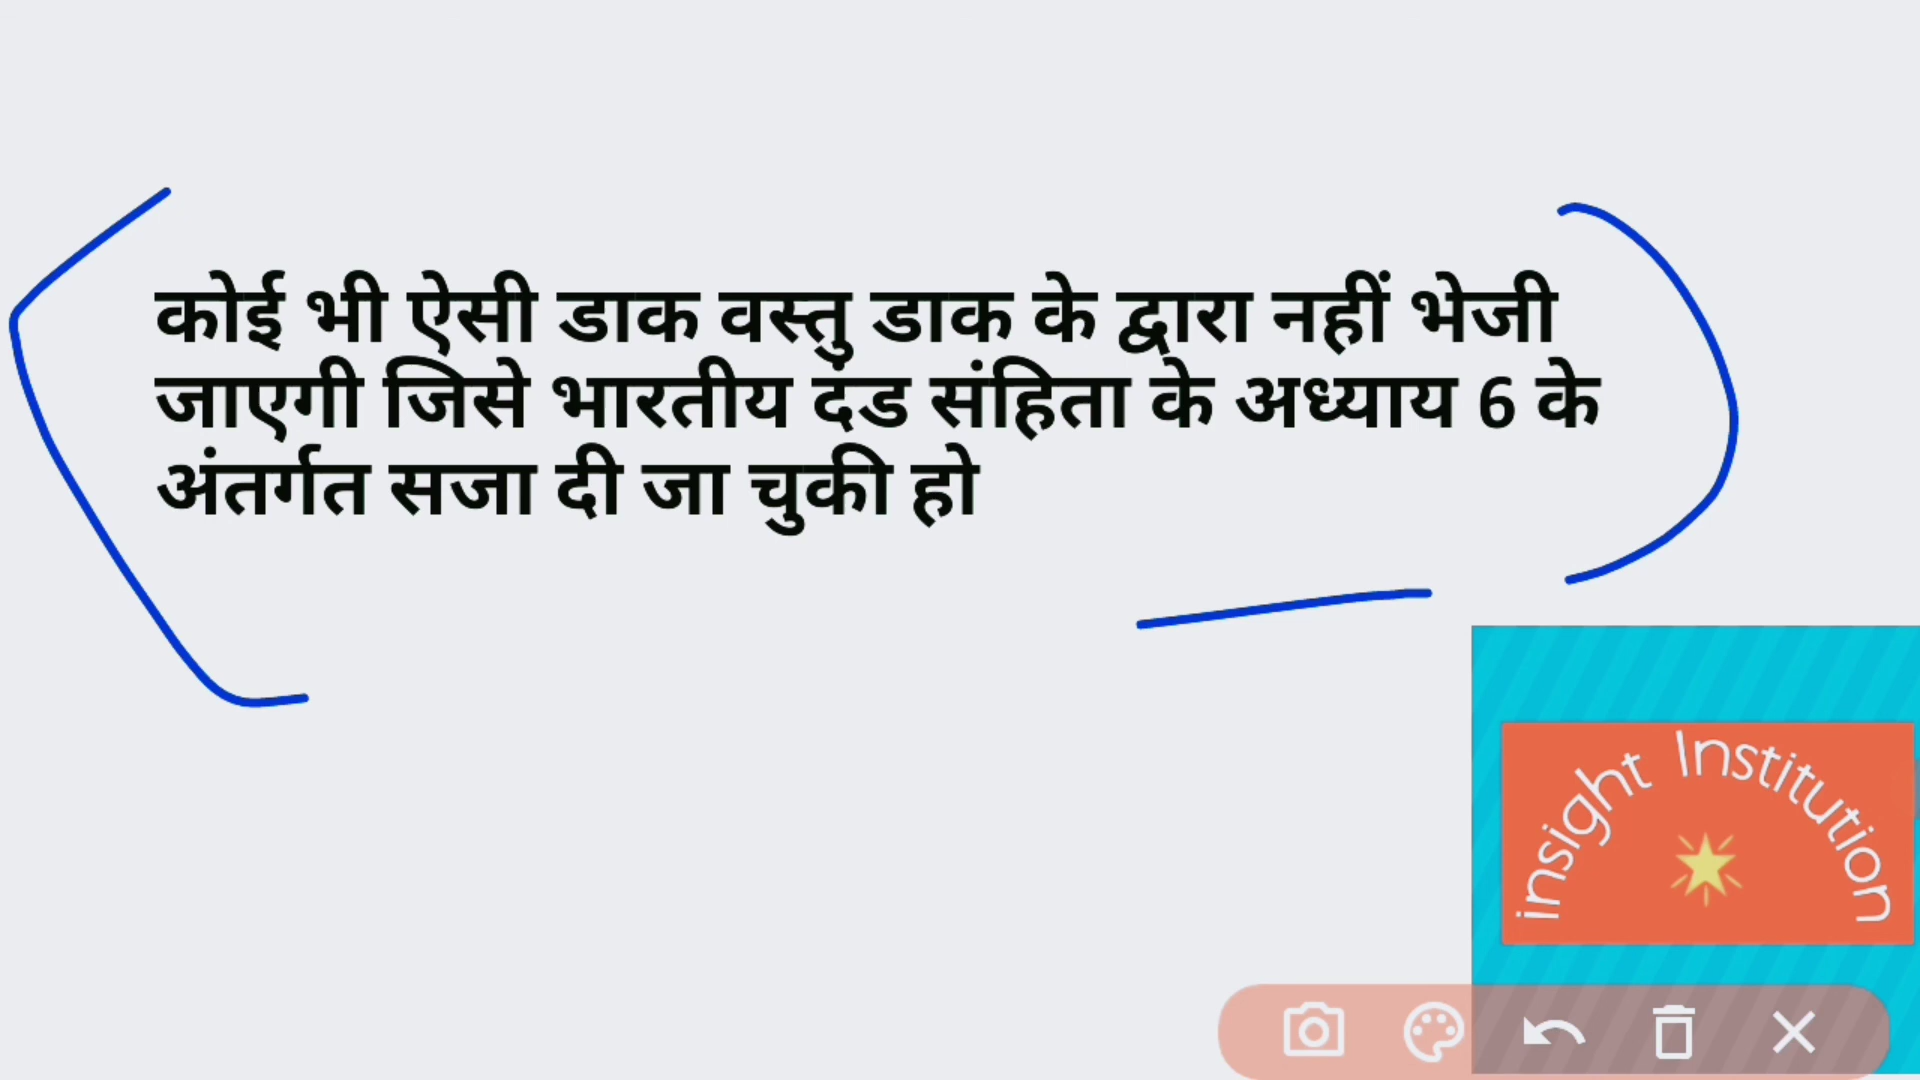 कोई भी ऐसी डाक वस्तु डाक के द्वारा नहीं भेजी
जाएगी जिसे भारतीय दंड संहिता के अध्याय 6 के
अंतर्गत सजा दी जा चुकी हो
insight Institution